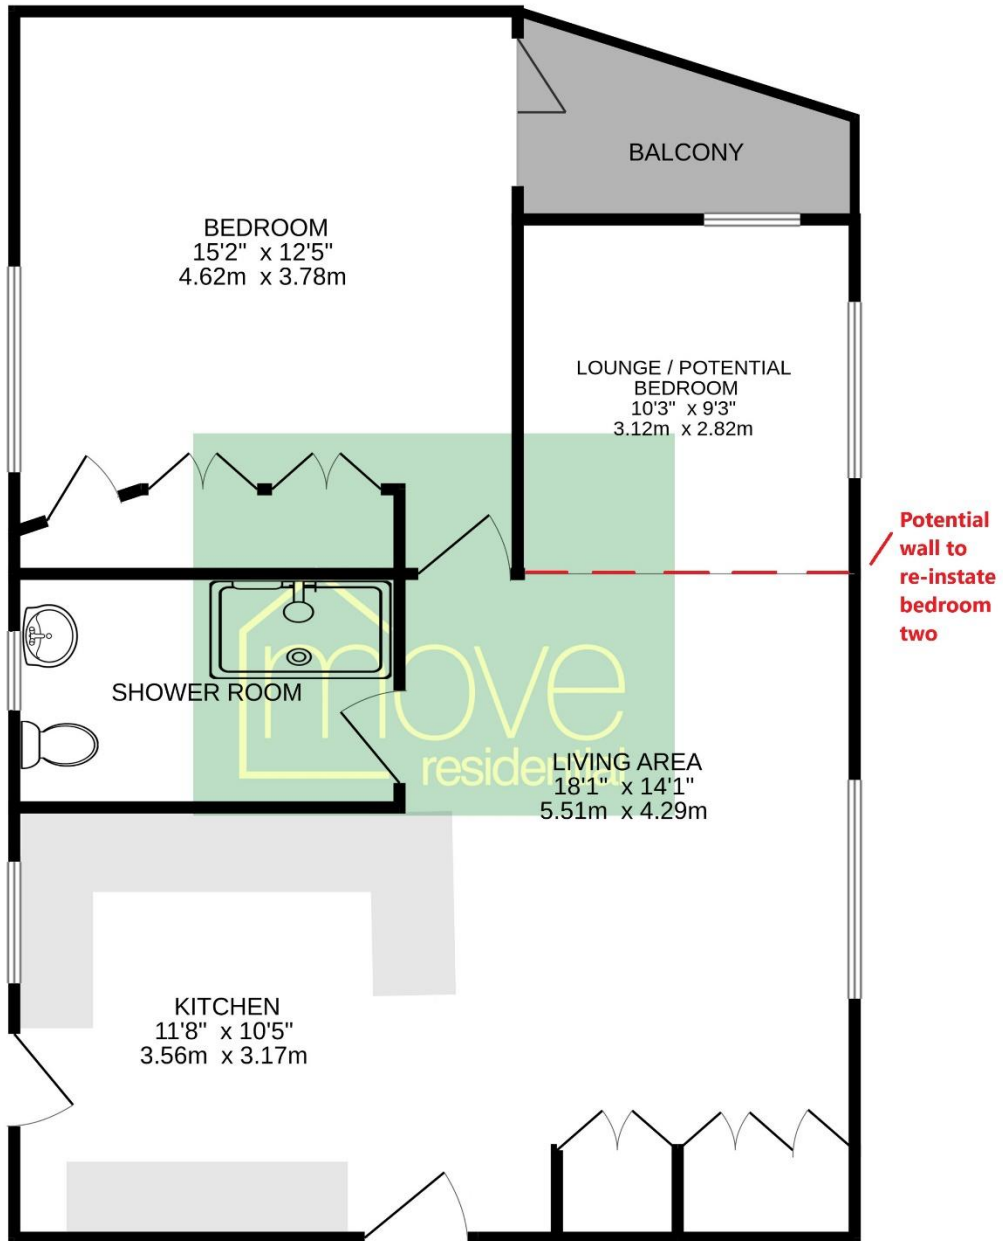 BALCONY
BEDROOM
15'2" x 12'5"
4.62m x 3.78m
LOUNGE / POTENTIAL
BEDROOM
10'3" x 9'3"
3.12m x 2.82m
Potential
wall to
re-instate
bedroom
two
SHOWER ROOM
move
residential
LIVING AREA
18'1" x 14'1"
5.51m x 4.29m
KITCHEN
11'8" x 10'5"
3.56m x 3.17m